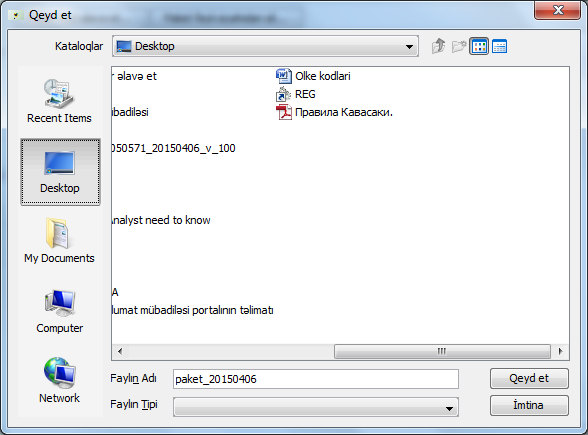 Qeyd et
Kataloqlar
Desktop
Recent Items
Desktop
My Documents
Computer
Network
r əlavə et
übadiləsi
050571_20150406_v_100
nalyst need to know
A
lumat mübadiləsi portalının təlimatı
Olke kodlari
REG
Правила Кавасаки.
Faylın Adı
paket_20150406
Qeyd et
Faylın Tipi
İmtina